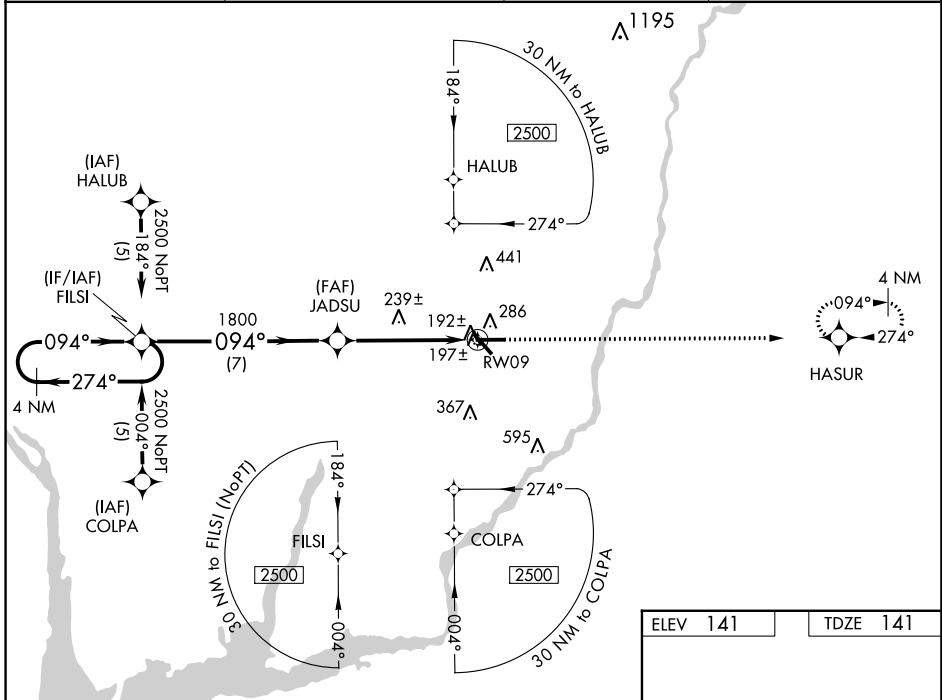 1195
30 NM to HALUB
184°
2500
HALUB
274°
(IAF)
HALUB
2500 NoPT
184°
(5)
441
(IF/IAF)
FILSI
(FAF)
JADSU
239±
286
192±
197±
RW09
4 NM
094°
274°
HASUR
094°
1800
094°
(7)
274°
4 NM
2500 NoPT
004°
(5)
(IAF)
COLPA
367
595
30 NM to FILSI (NoPT)
184°
FILSI
2500
004°
274°
COLPA
2500
004°
30 NM to COLPA
ELEV 141
TDZE 141